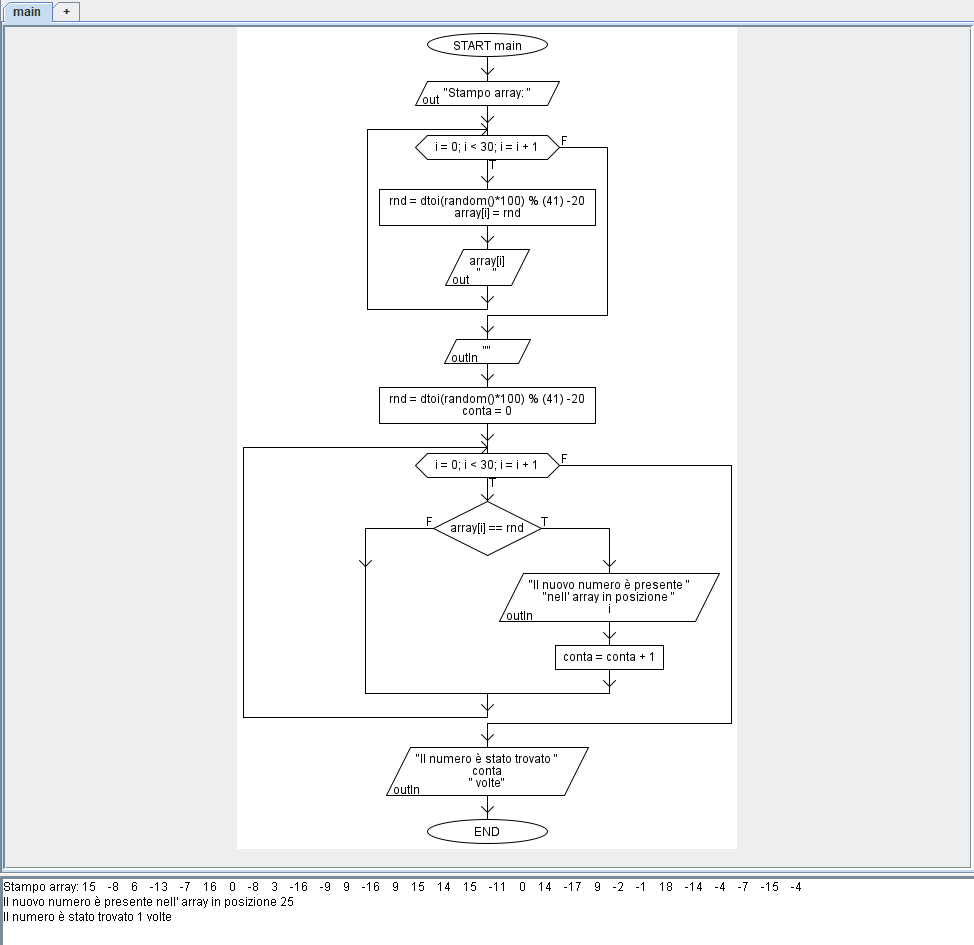 main +
START main
"Stampo array: "
out
i = 0; i < 30; i = i + 1 F
T
rnd = dtoi(random()*100) % (41) -20
array[i] = rnd
array[i]
" "
out
""
outln
rnd = dtoi(random()*100) % (41) -20
conta = 0
i = 0; i < 30; i = i + 1 F
T
F array[i] == rnd T
"Il nuovo numero è presente "
"nell' array in posizione "
i
outln
conta = conta + 1
"Il numero è stato trovato "
conta
" volte"
outln
END
Stampo array: 15 -8 6 -13 -7 16 0 -8 3 -16 -9 9 -16 9 15 14 15 -11 0 14 -17 9 -2 -1 18 -14 -4 -7 -15 -4
Il nuovo numero è presente nell' array in posizione 25
Il numero è stato trovato 1 volte